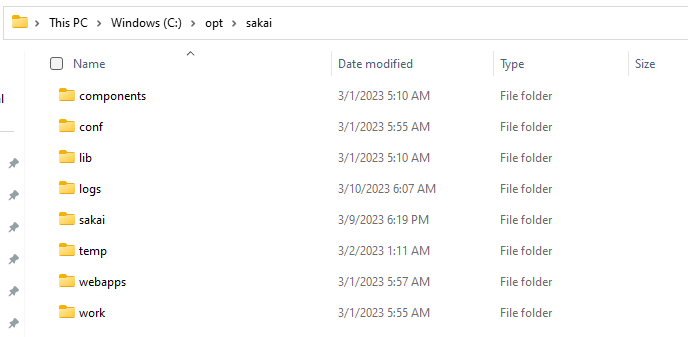 This PC > Windows (C:) > opt > sakai
Name Date modified Type Size
components 3/1/2023 5:10 AM File folder
conf 3/1/2023 5:55 AM File folder
lib 3/1/2023 5:10 AM File folder
logs 3/10/2023 6:07 AM File folder
sakai 3/9/2023 6:19 PM File folder
temp 3/2/2023 1:11 AM File folder
webapps 3/1/2023 5:57 AM File folder
work 3/1/2023 5:55 AM File folder